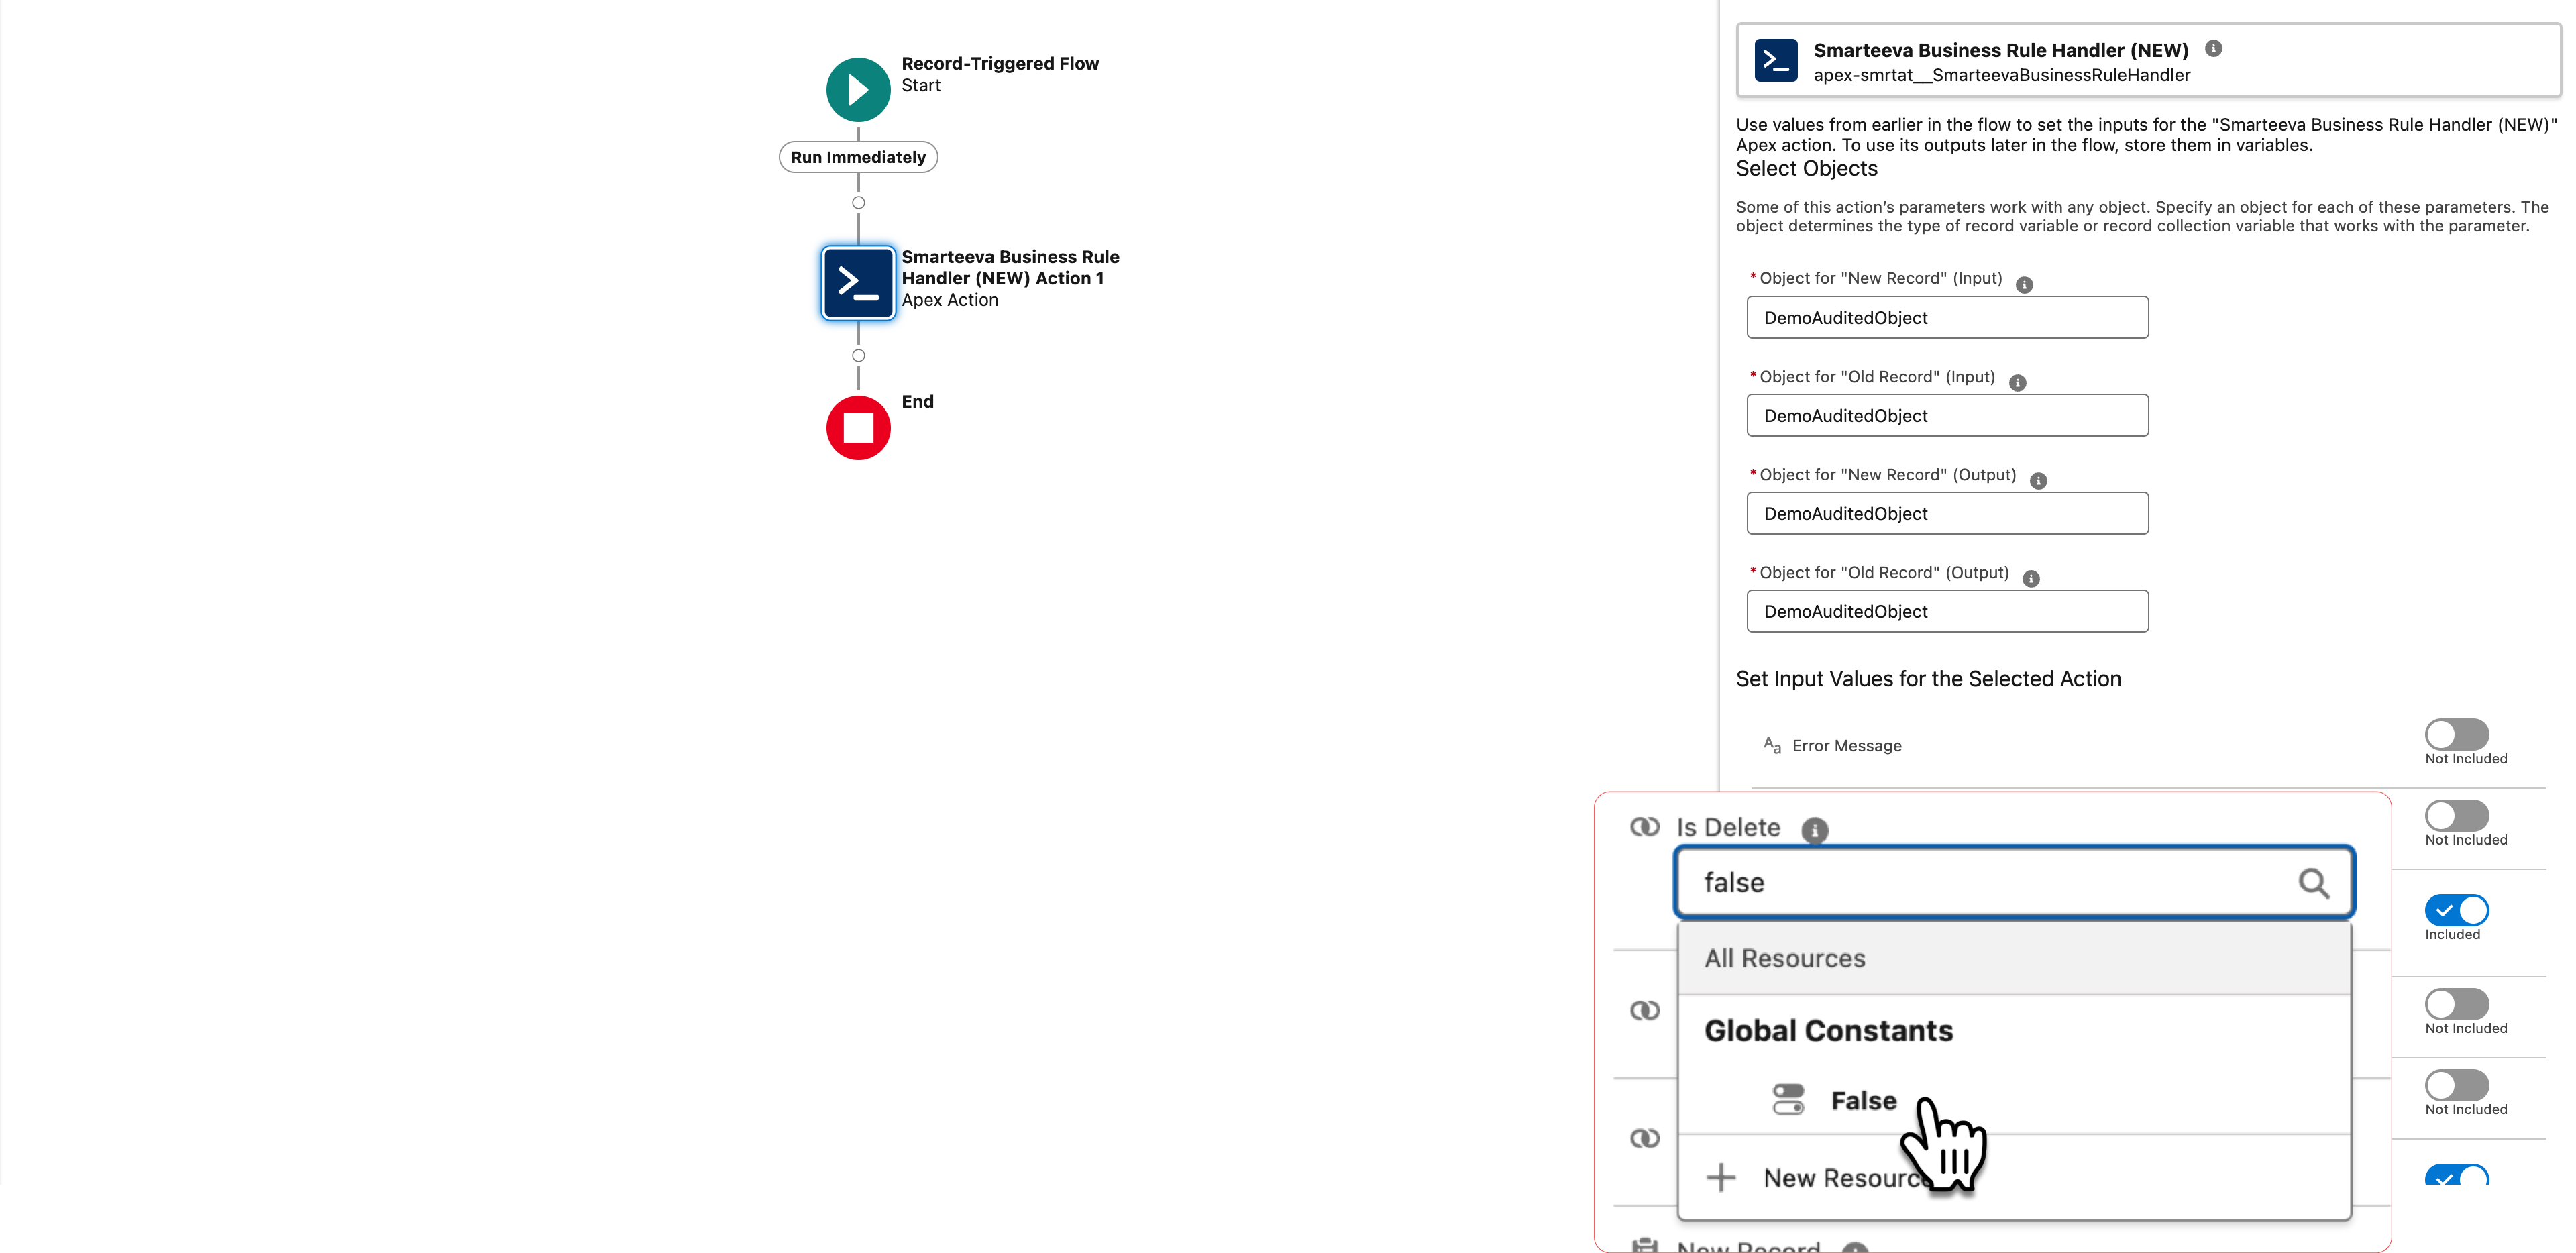 Record-Triggered Flow
Start
Run Immediately
Smarteeva Business Rule
Handler (NEW) Action 1
Apex Action
End
Smarteeva Business Rule Handler (NEW)
apex-smrtat__SmarteevaBusinessRuleHandler
Use values from earlier in the flow to set the inputs for the "Smarteeva Business Rule Handler (NEW)"
Apex action. To use its outputs later in the flow, store them in variables.
Select Objects
Some of this action's parameters work with any object. Specify an object for each of these parameters. The
object determines the type of record variable or record collection variable that works with the parameter.
* Object for "New Record" (Input)
DemoAuditedObject
* Object for "Old Record" (Input)
DemoAuditedObject
* Object for "New Record" (Output)
DemoAuditedObject
* Object for "Old Record" (Output)
DemoAuditedObject
Set Input Values for the Selected Action
Aa Error Message
Not Included
Is Delete
Not Included
false
Included
All Resources
Global Constants
Not Included
False
Not Included
New Resource
New Record